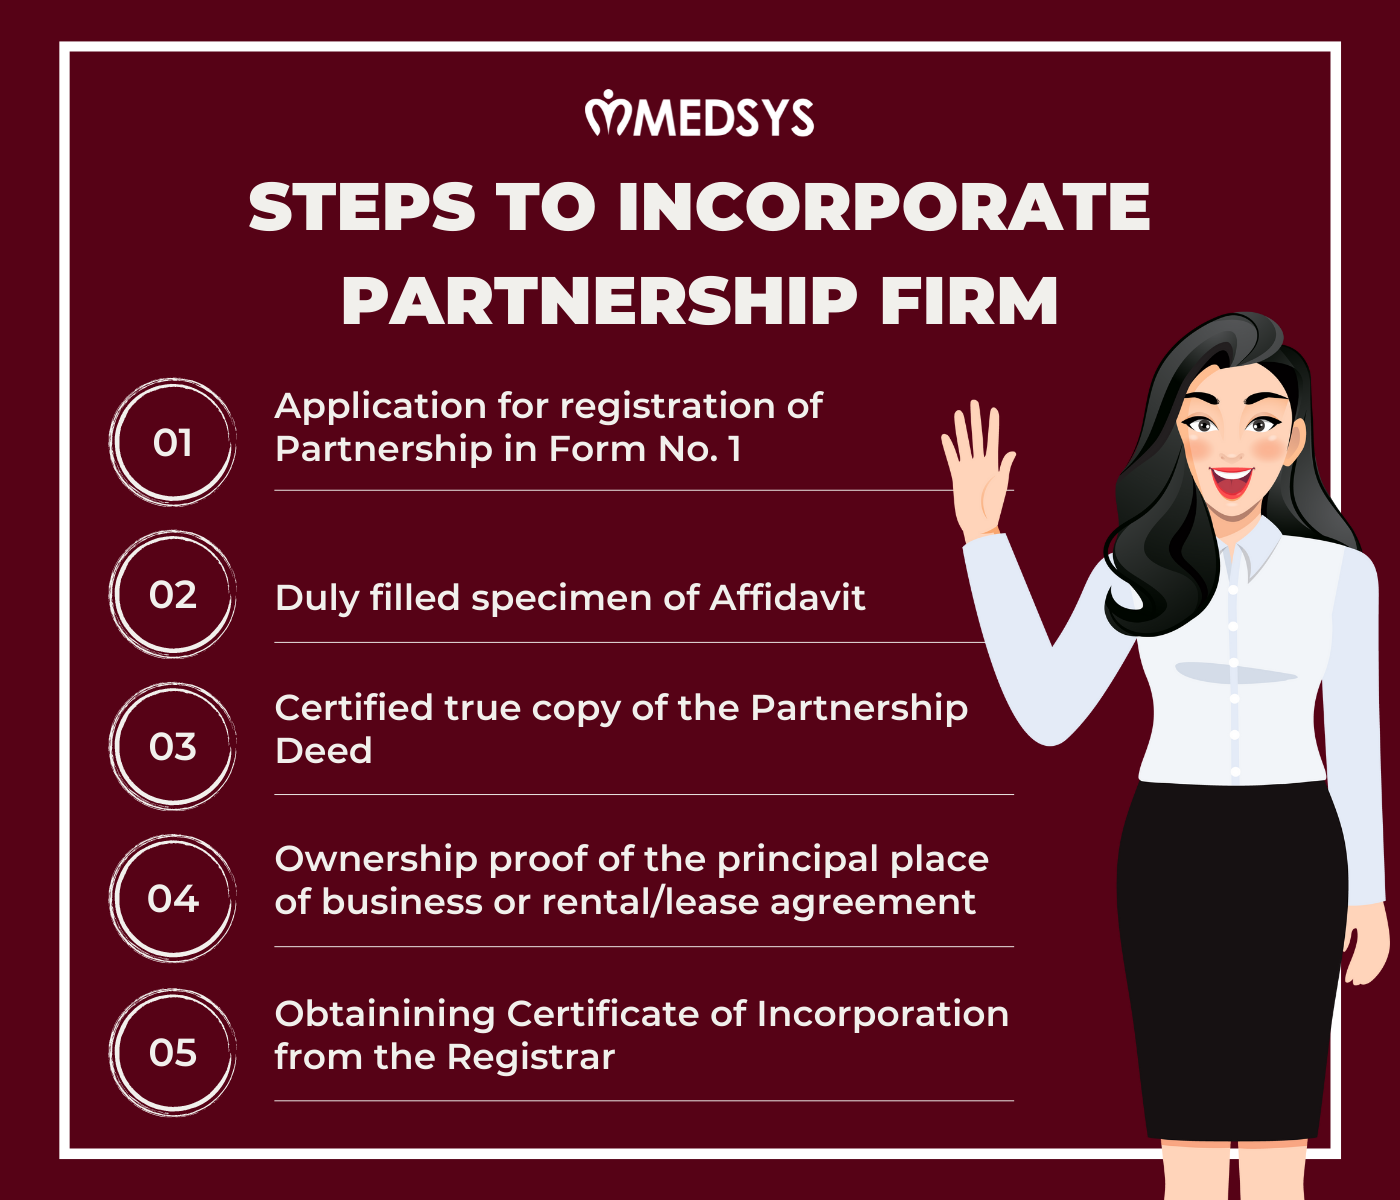 MEDSYS
STEPS TO INCORPORATE
PARTNERSHIP FIRM
01
Application for registration of
Partnership in Form No. 1
02
Duly filled specimen of Affidavit
03
Certified true copy of the Partnership
Deed
04
Ownership proof of the principal place
of business or rental/lease agreement
05
Obtainining Certificate of Incorporation
from the Registrar